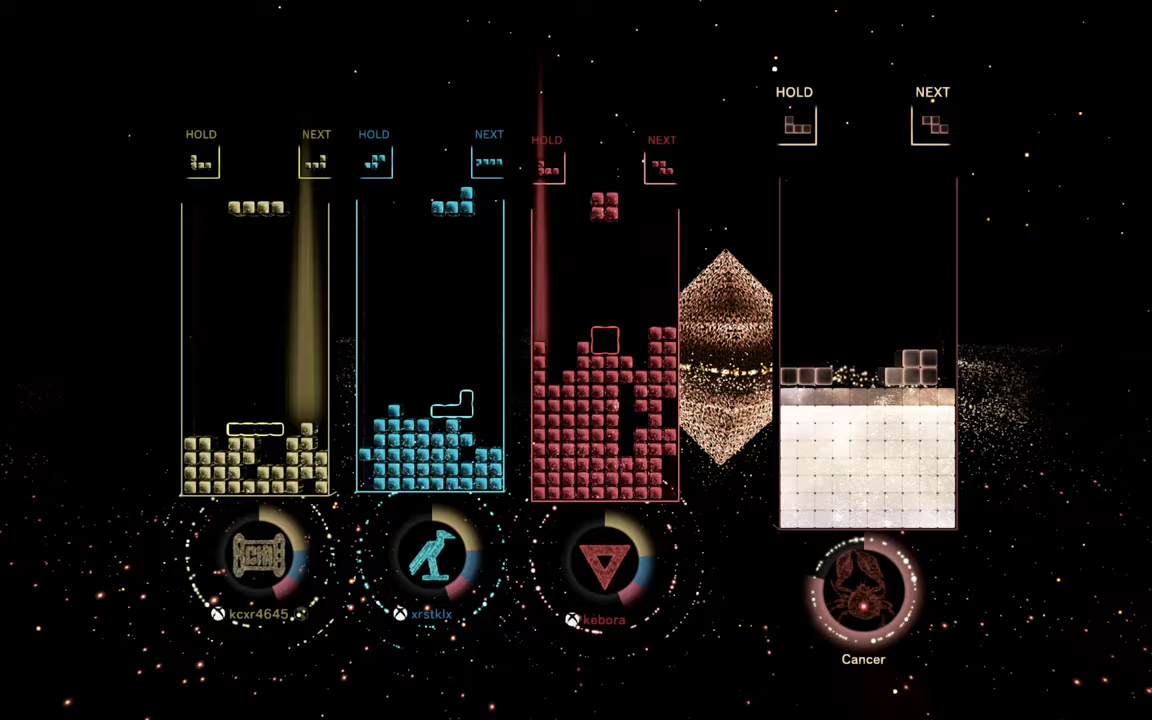 HOLD
NEXT
HOLD
NEXT
HOLD
NEXT
HOLD
NEXT
kcxr4645
xrstklx
kebora
Cancer